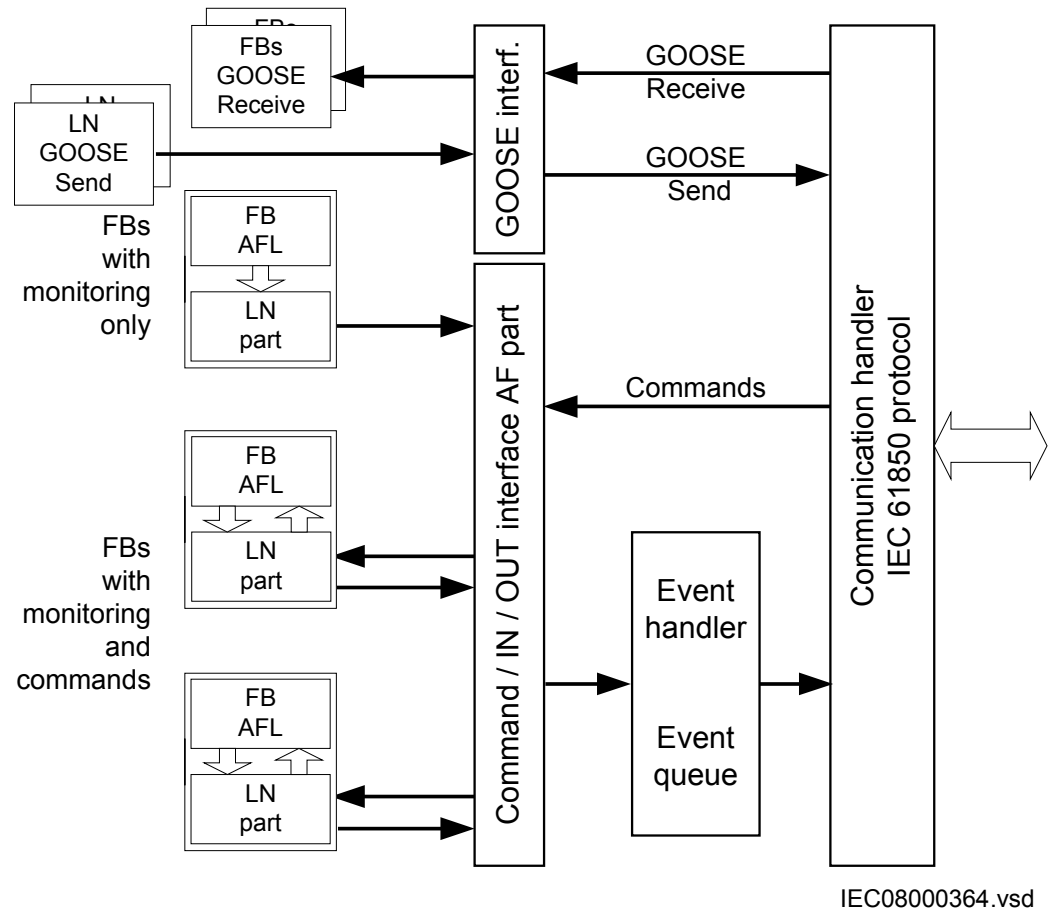 FBs
FBs
GOOSE
Receive
LN
LN
GOOSE
Send
GOOSE interf.
GOOSE
Receive
GOOSE
Send
FBs
with
monitoring
only
FB
AFL
LN
part
Command / IN / OUT interface AF part
Commands
Communication handler
IEC 61850 protocol
FBs
with
monitoring
and
commands
FB
AFL
LN
part
Event
handler
Event
queue
FB
AFL
LN
part
IEC08000364.vsd